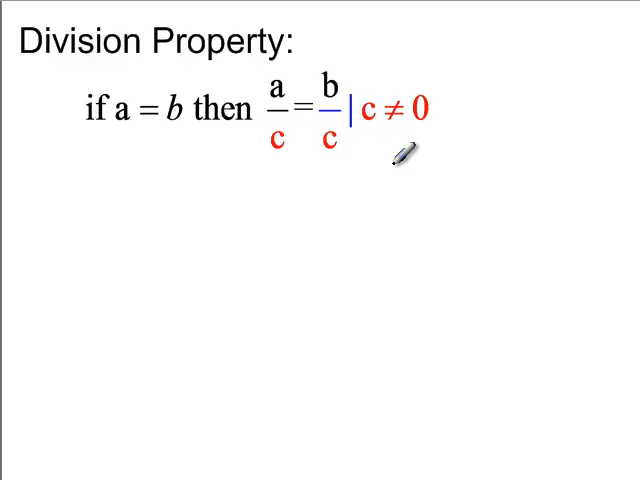 Division Property:
if a = b then a/c = b/c | c ≠ 0